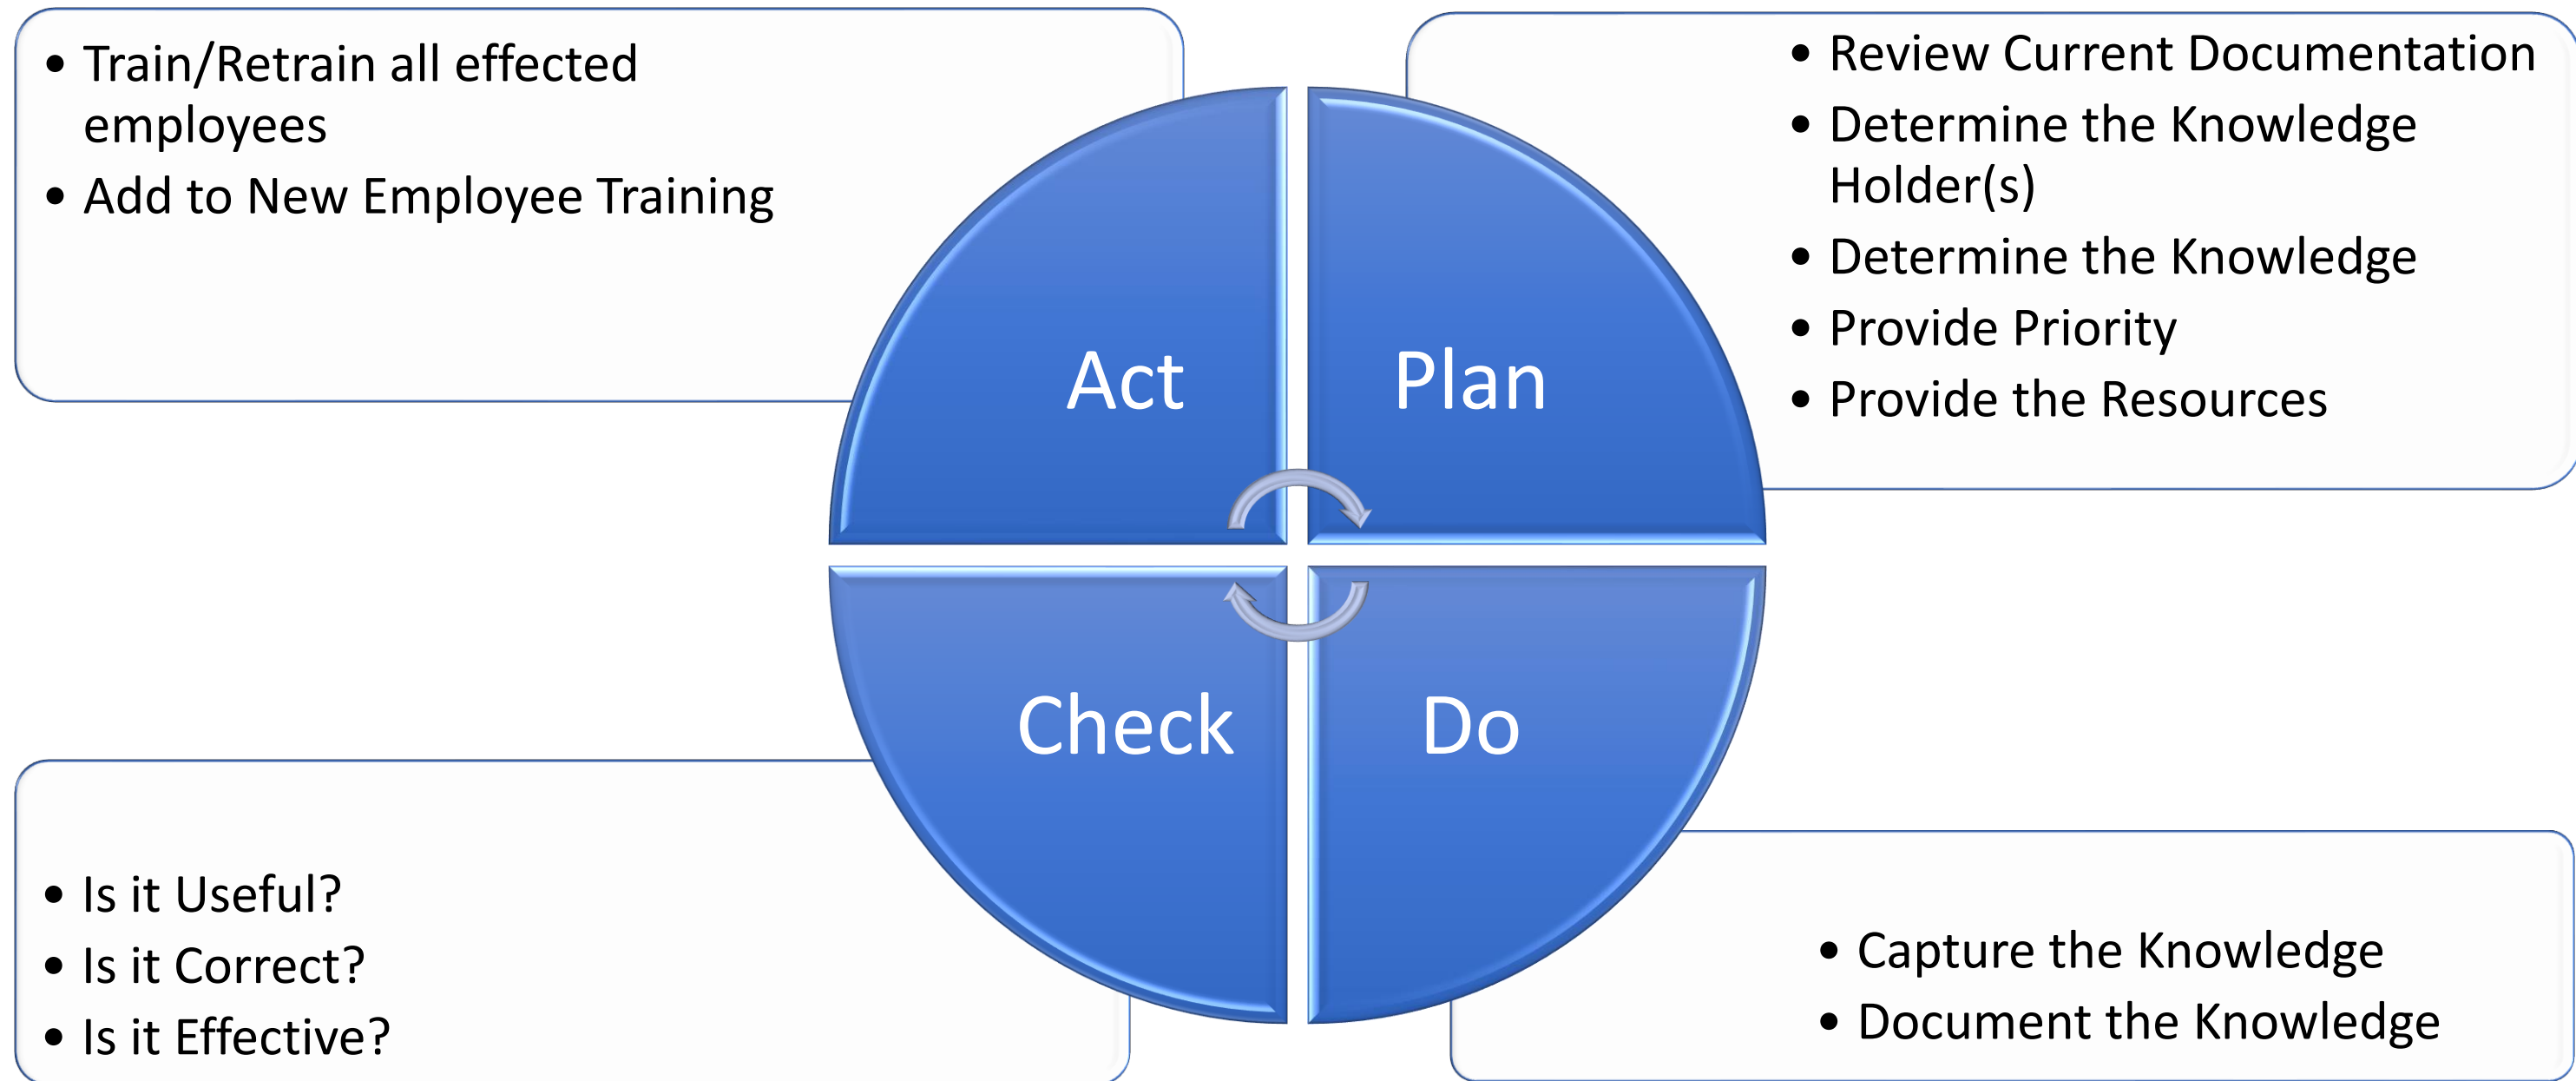 • Train/Retrain all effected
employees
• Add to New Employee Training
• Review Current Documentation
• Determine the Knowledge
Holder(s)
• Determine the Knowledge
• Provide Priority
• Provide the Resources
Act
Plan
Check
Do
• Is it Useful?
• Is it Correct?
• Is it Effective?
• Capture the Knowledge
• Document the Knowledge